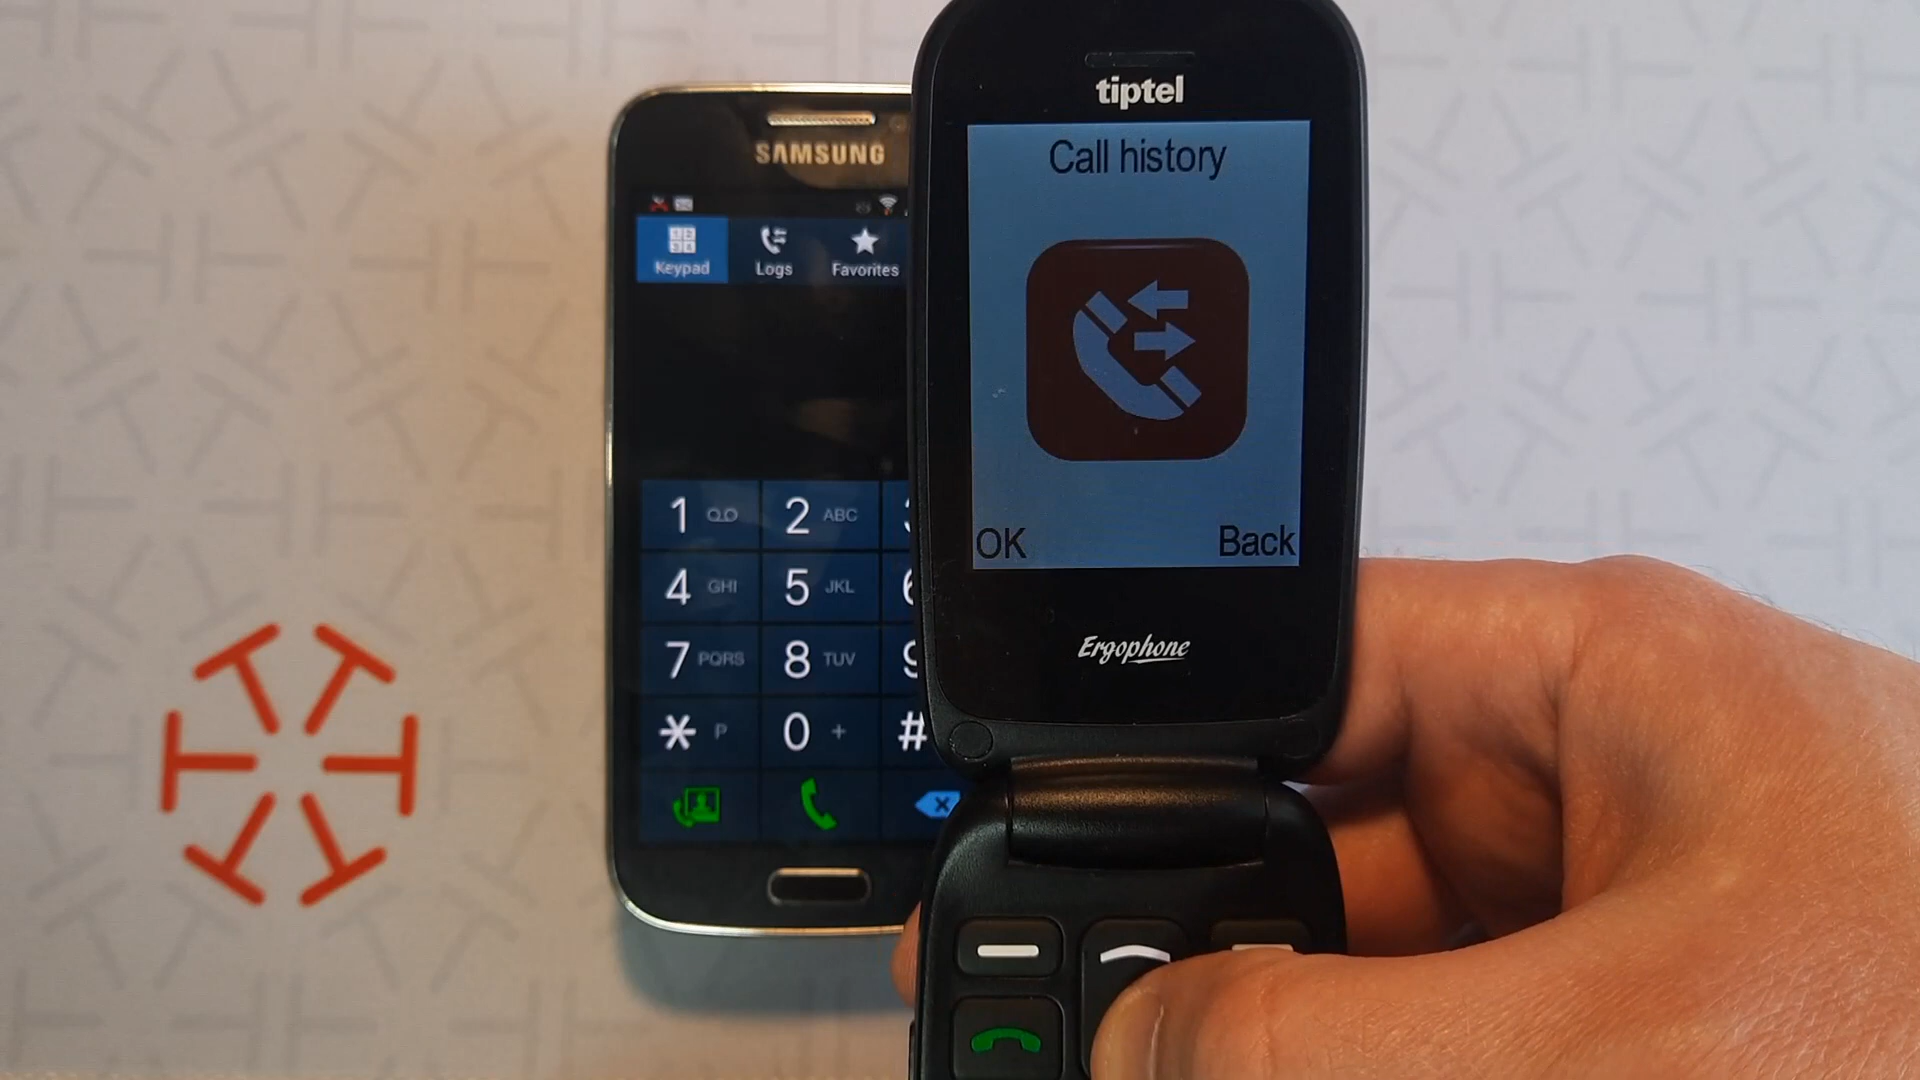 SAMSUNG
Keypad Logs Favorites
1 2 ABC
4 GHI 5 JKL
7 PQRS 8 TUV
* P 0 + #
tiptel
Call history
OK Back
Ergophone